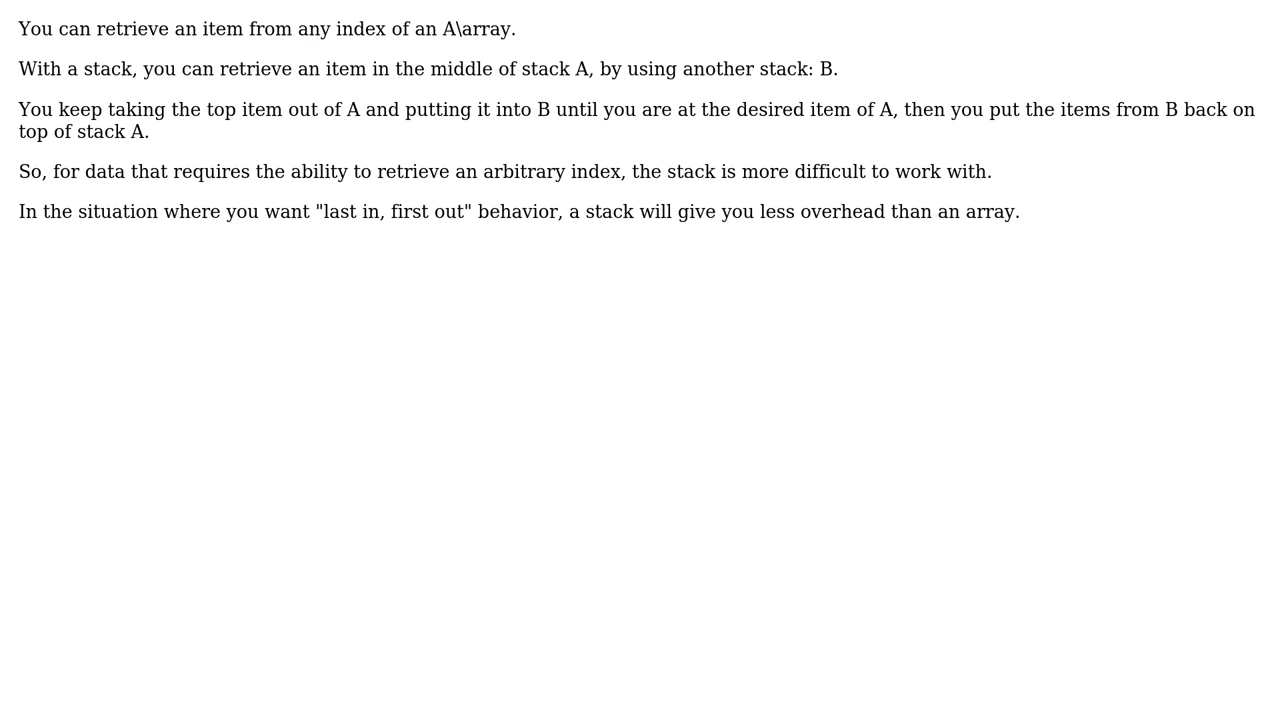 You can retrieve an item from any index of an A\array.
With a stack, you can retrieve an item in the middle of stack A, by using another stack: B.
You keep taking the top item out of A and putting it into B until you are at the desired item of A, then you put the items from B back on
top of stack A.
So, for data that requires the ability to retrieve an arbitrary index, the stack is more difficult to work with.
In the situation where you want "last in, first out" behavior, a stack will give you less overhead than an array.